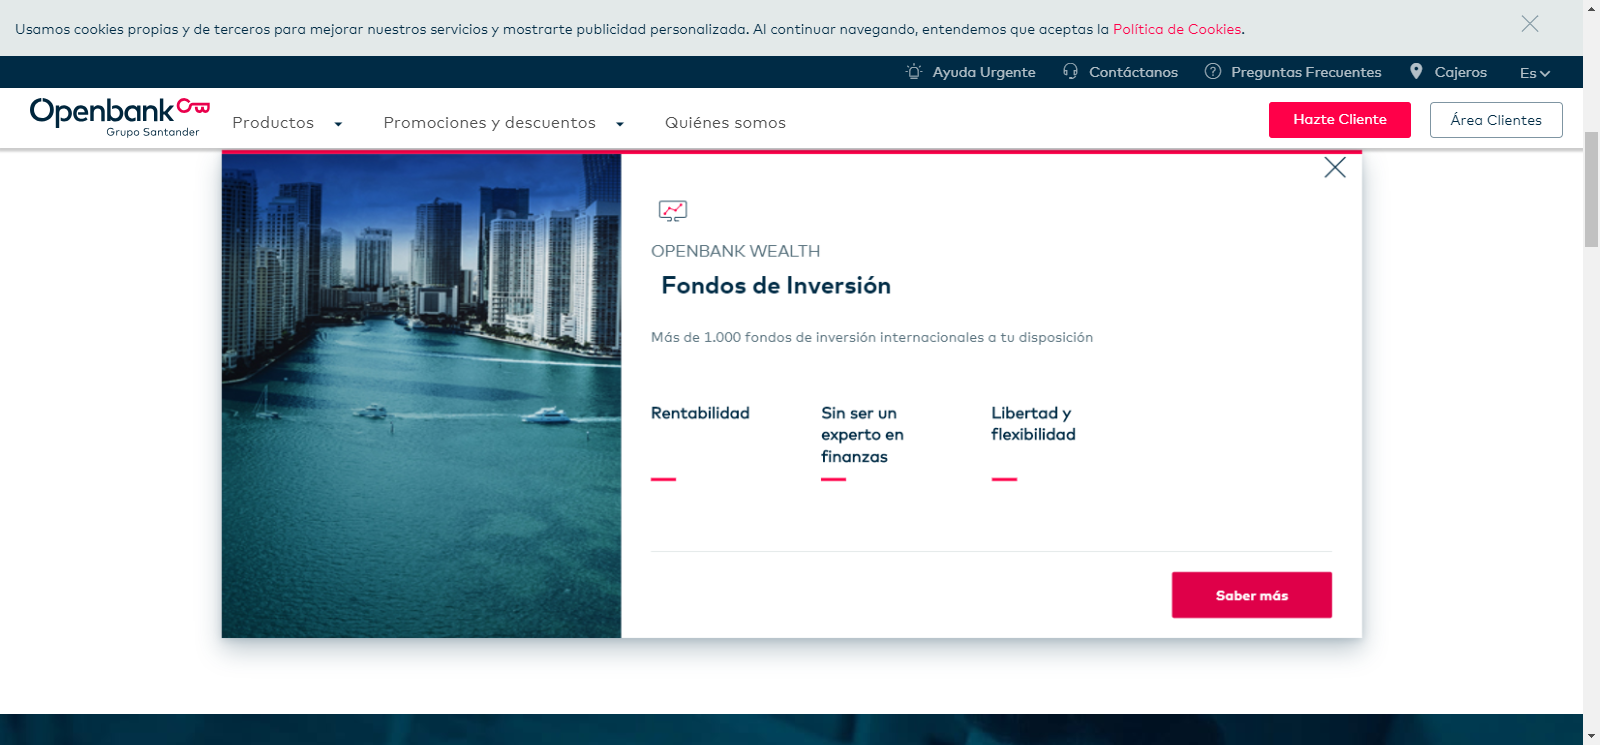 Usamos cookies propias y de terceros para mejorar nuestros servicios y mostrarte publicidad personalizada. Al continuar navegando, entendemos que aceptas la Política de Cookies.
Ayuda Urgente Contáctanos Preguntas Frecuentes Cajeros Es
Openbank
Grupo Santander
Productos Promociones y descuentos Quiénes somos Hazte Cliente Área Clientes
OPENBANK WEALTH
Fondos de Inversión
Más de 1.000 fondos de inversión internacionales a tu disposición
Rentabilidad
Sin ser un
experto en
finanzas
Libertad y
flexibilidad
Saber más